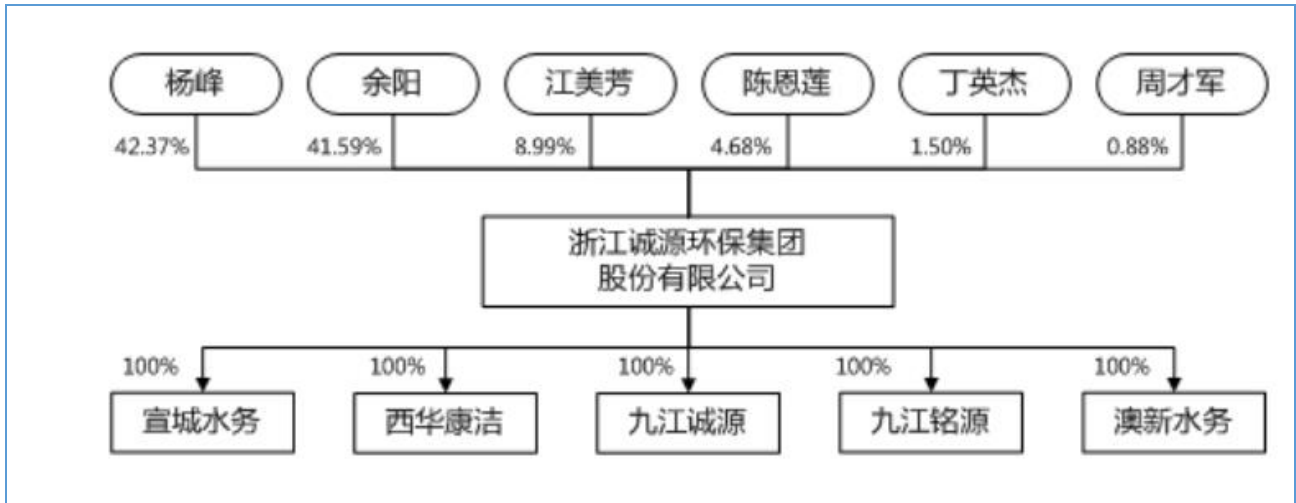 杨峰
余阳
江美芳
陈恩莲
丁英杰
周才军
42.37%
41.59%
8.99%
4.68%
1.50%
0.88%
浙江诚源环保集团
股份有限公司
100%
100%
100%
100%
100%
宣城水务
西华康洁
九江诚源
九江铭源
澳新水务